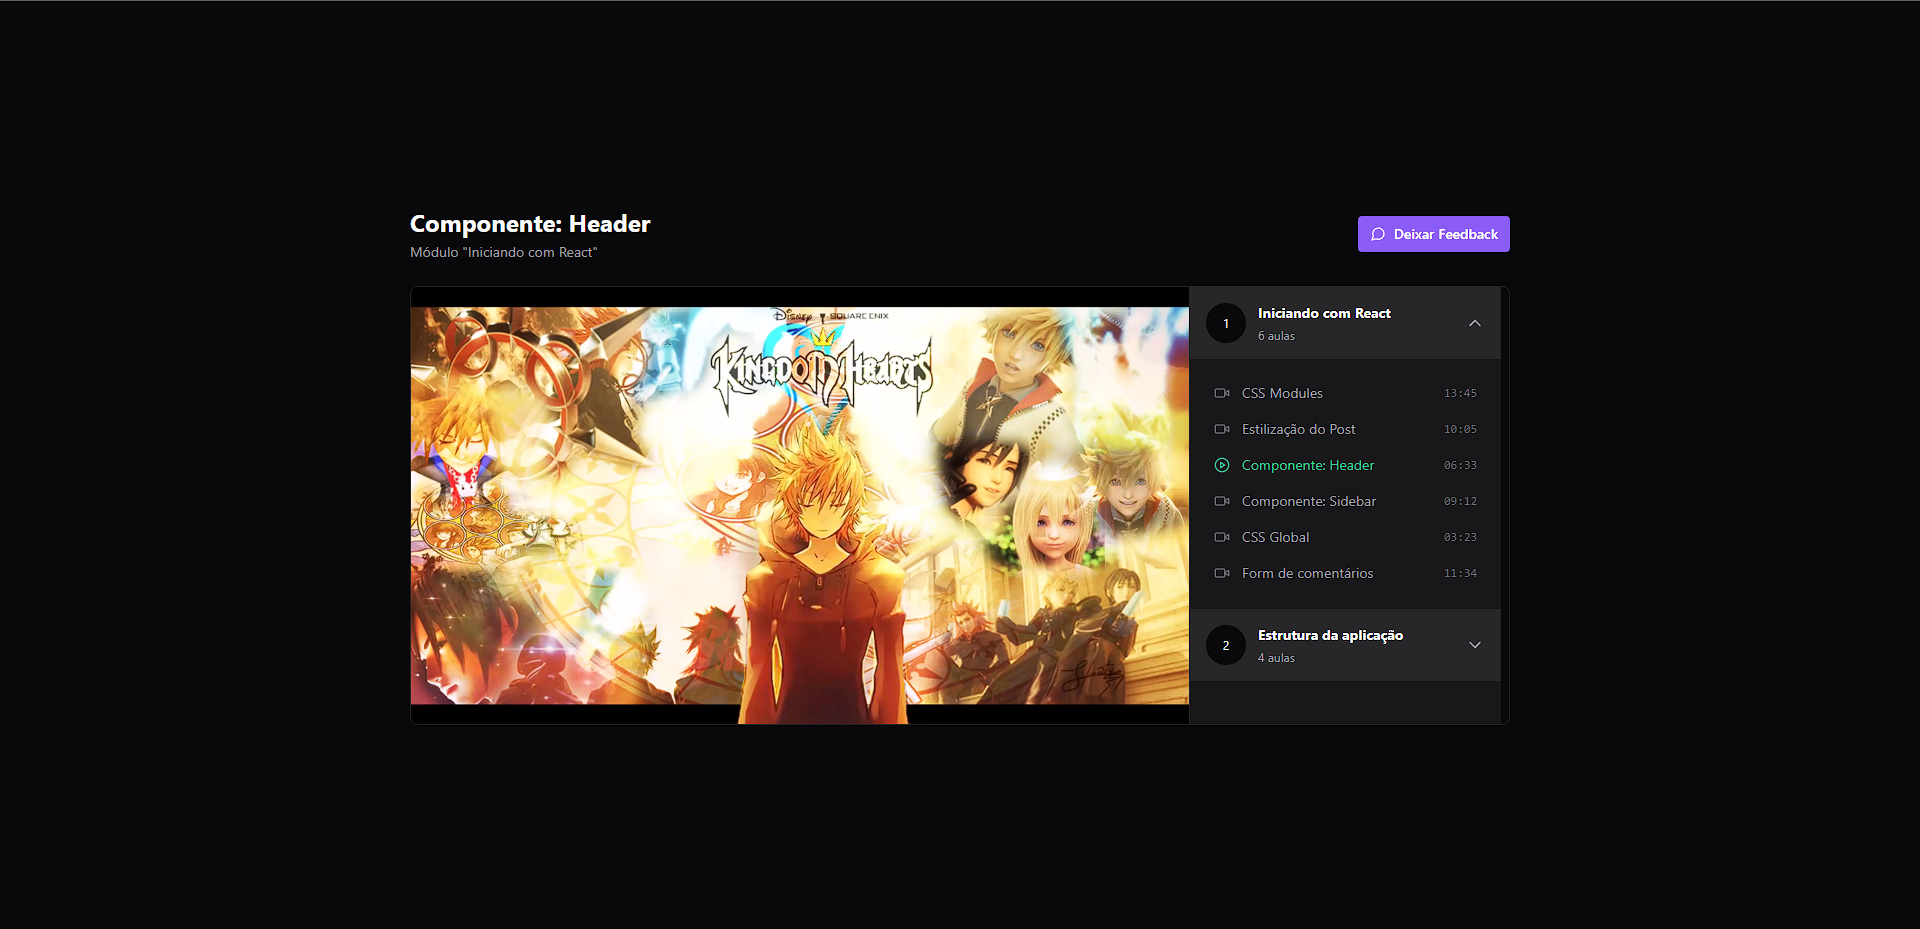 Componente: Header
Módulo "Iniciando com React"
Deixar Feedback
Disney SQUARE ENIX
KINGDOM HEARTS
1
Iniciando com React
6 aulas
CSS Modules 13:45
Estilização do Post 10:05
Componente: Header 06:33
Componente: Sidebar 09:12
CSS Global 03:23
Form de comentários 11:34
2
Estrutura da aplicação
4 aulas